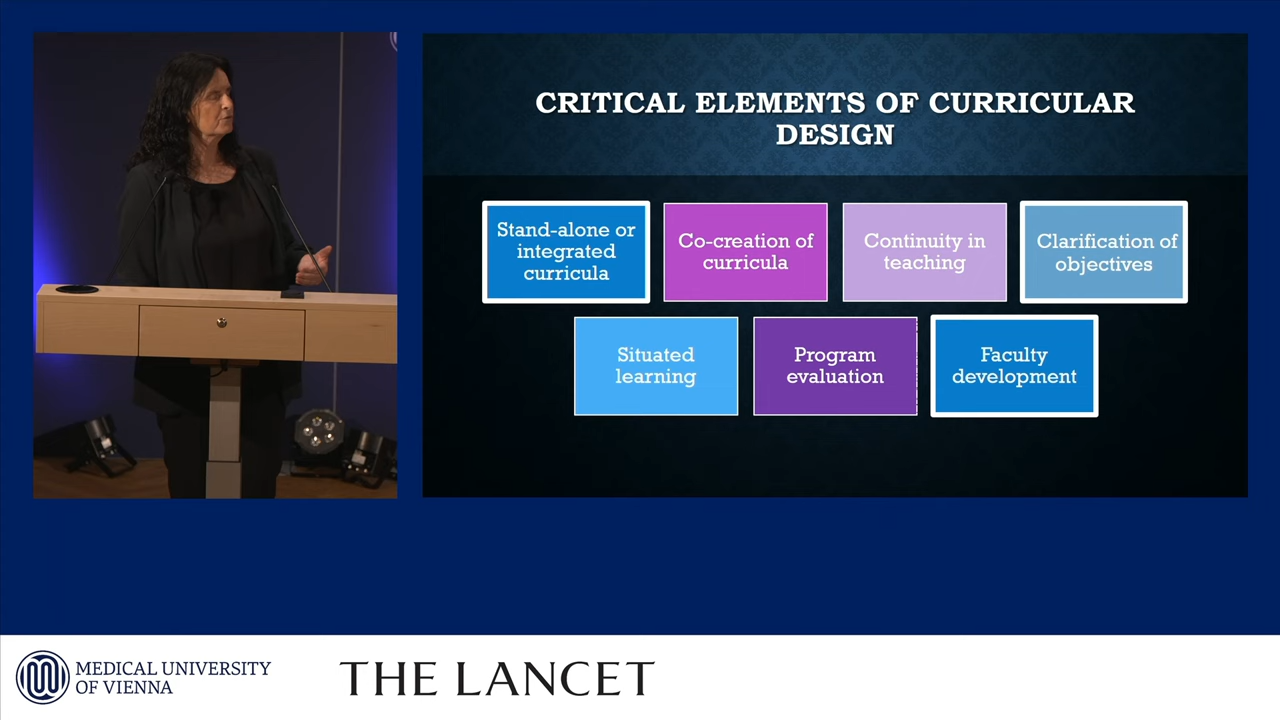 CRITICAL ELEMENTS OF CURRICULAR
DESIGN
Stand-alone or
integrated
curricula
Co-creation of
curricula
Continuity in
teaching
Clarification of
objectives
Situated
learning
Program
evaluation
Faculty
development
MEDICAL UNIVERSITY
OF VIENNA
THE LANCET